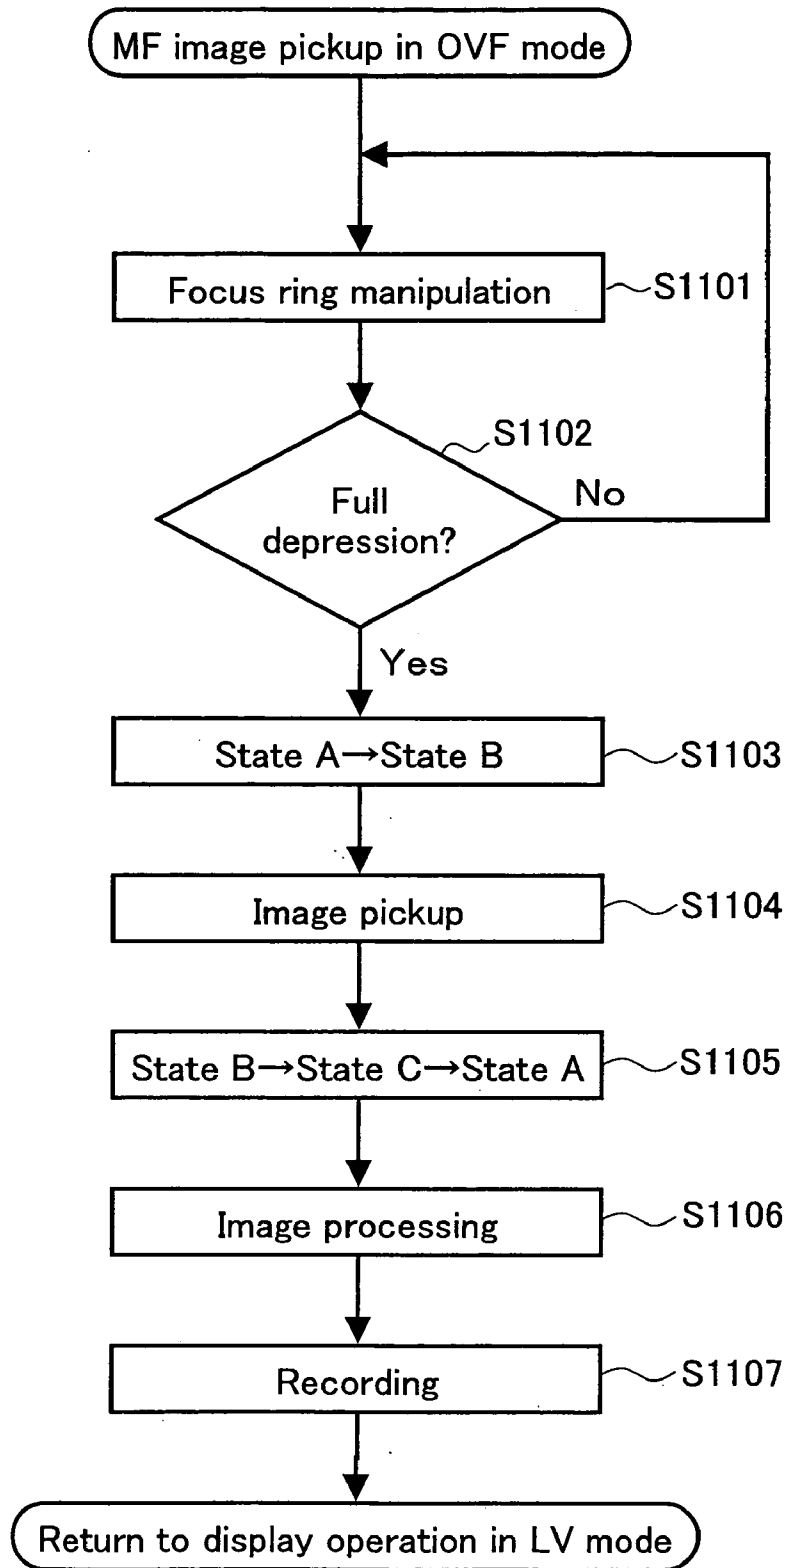 MF image pickup in OVF mode
Focus ring manipulation
S1101
S1102
Full
depression?
No
Yes
State A→State B
S1103
Image pickup
S1104
State B→State C→State A
S1105
Image processing
S1106
Recording
S1107
Return to display operation in LV mode